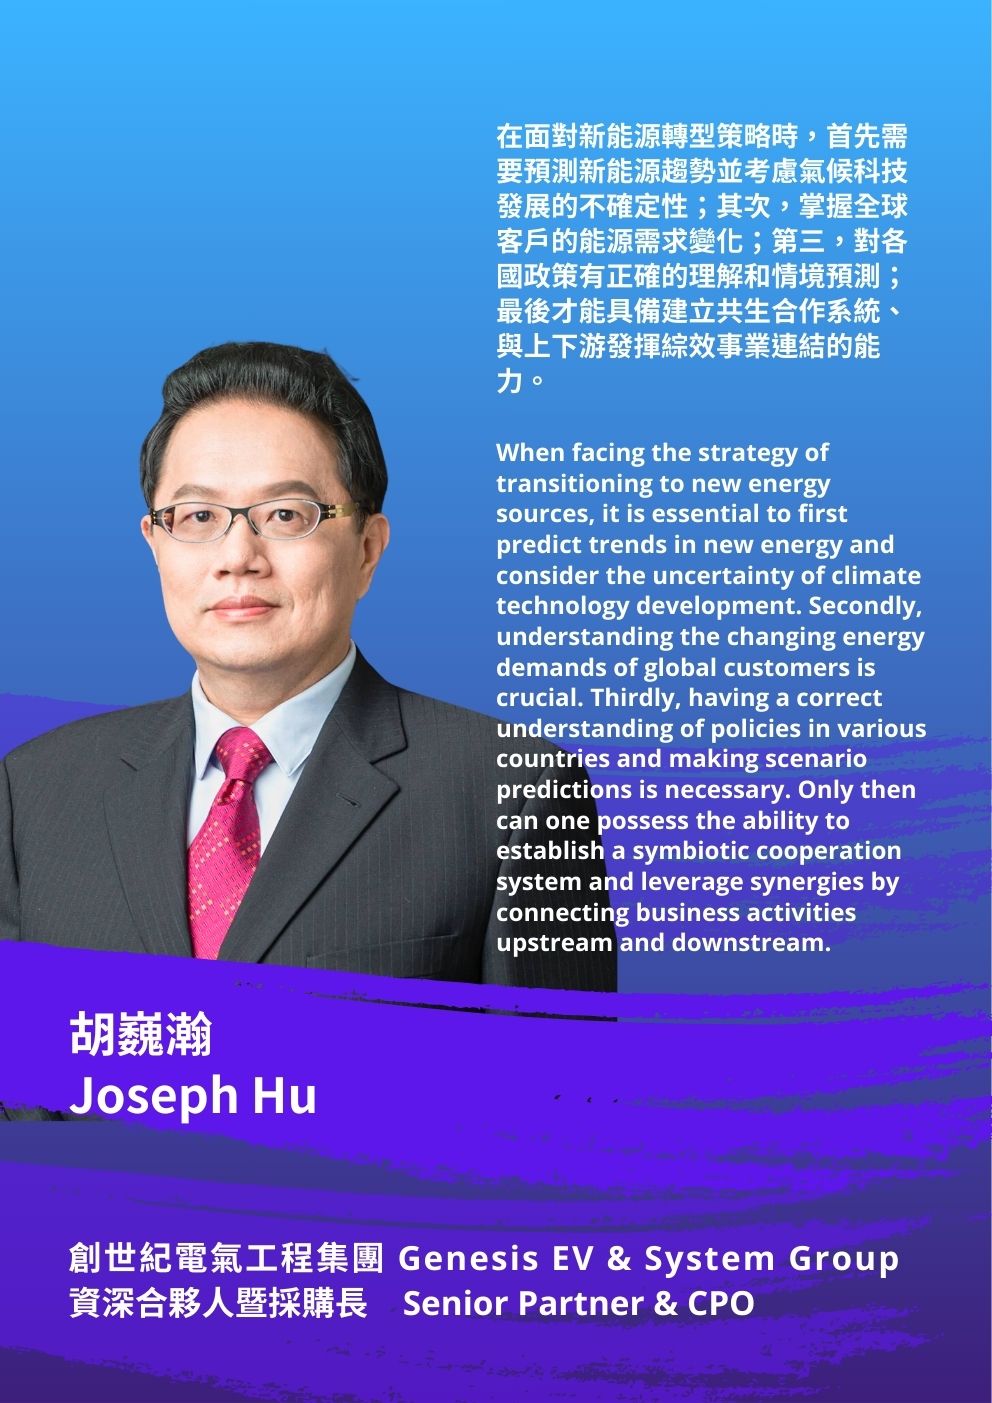 在面對新能源轉型策略時，首先需
要預測新能源趨勢並考慮氣候科技
發展的不確定性；其次，掌握全球
客戶的能源需求變化；第三，對各
國政策有正確的理解和情境預測；
最後才能具備建立共生合作系統、
與上下游發揮綜效事業連結的能
力。
When facing the strategy of
transitioning to new energy
sources, it is essential to first
predict trends in new energy and
consider the uncertainty of climate
technology development. Secondly,
understanding the changing energy
demands of global customers is
crucial. Thirdly, having a correct
understanding of policies in various
countries and making scenario
predictions is necessary. Only then
can one possess the ability to
establish a symbiotic cooperation
system and leverage synergies by
connecting business activities
upstream and downstream.
胡巍瀚
Joseph Hu
創世紀電氣工程集團 Genesis EV & System Group
資深合夥人暨採購長 Senior Partner & CPO